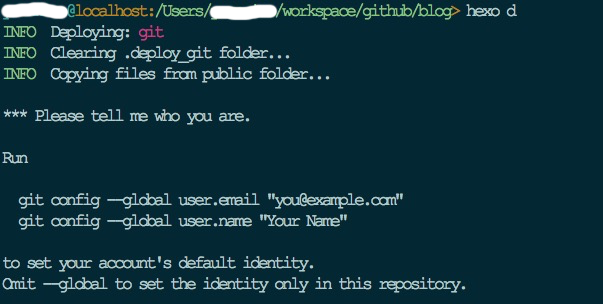 @localhost:/Users/ /workspace/github/blog> hexo d
INFO Deploying: git
INFO Clearing .deploy_git folder...
INFO Copying files from public folder...
*** Please tell me who you are.
Run
git config --global user.email "you@example.com"
git config --global user.name "Your Name"
to set your account's default identity.
Omit --global to set the identity only in this repository.